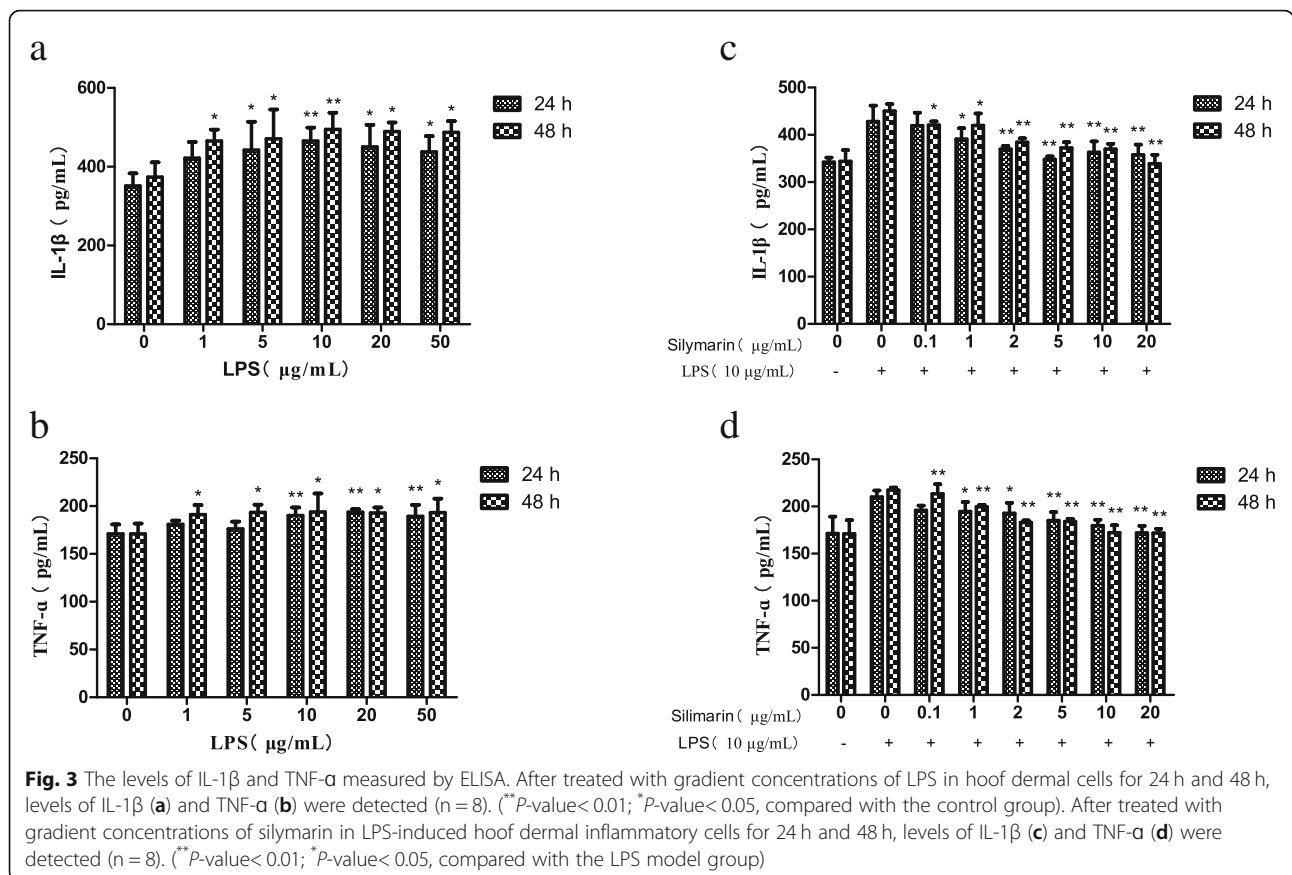 a
600
400
200
0
IL-1β ( pg/mL)
* * * ** ** * * * *
24 h
48 h
0 1 5 10 20 50
LPS( μg/mL)
c
500
400
300
200
100
0
IL-1β ( pg/mL)
* * * ** ** ** ** ** ** ** **
24 h
48 h
Silymarin( μg/mL) 0 0 0.1 1 2 5 10 20
LPS( 10 μg/mL) - + + + + + + +
b
250
200
150
100
50
0
TNF-ɑ ( pg/mL)
* * ** * ** * ** *
24 h
48 h
0 1 5 10 20 50
LPS( μg/mL)
d
250
200
150
100
50
0
TNF-ɑ ( pg/mL)
** * ** * ** ** ** ** ** ** **
24 h
48 h
Silimarin( μg/mL) 0 0 0.1 1 2 5 10 20
LPS( 10 μg/mL) - + + + + + + +
Fig. 3 The levels of IL-1β and TNF-ɑ measured by ELISA. After treated with gradient concentrations of LPS in hoof dermal cells for 24 h and 48 h,
levels of IL-1β (a) and TNF-ɑ (b) were detected (n = 8). (**P-value< 0.01; *P-value< 0.05, compared with the control group). After treated with
gradient concentrations of silymarin in LPS-induced hoof dermal inflammatory cells for 24 h and 48 h, levels of IL-1β (c) and TNF-ɑ (d) were
detected (n = 8). (**P-value< 0.01; *P-value< 0.05, compared with the LPS model group)